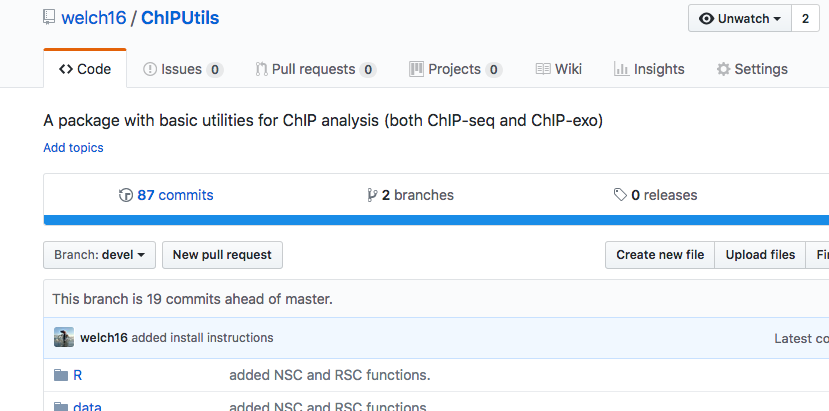 welch16 / ChIPUtils
Unwatch 2
Code Issues 0 Pull requests 0 Projects 0 Wiki Insights Settings
A package with basic utilities for ChIP analysis (both ChIP-seq and ChIP-exo)
Add topics
87 commits 2 branches 0 releases
Branch: devel New pull request Create new file Upload files
This branch is 19 commits ahead of master.
welch16 added install instructions Latest
R added NSC and RSC functions.
data added NSC and RSC functions.